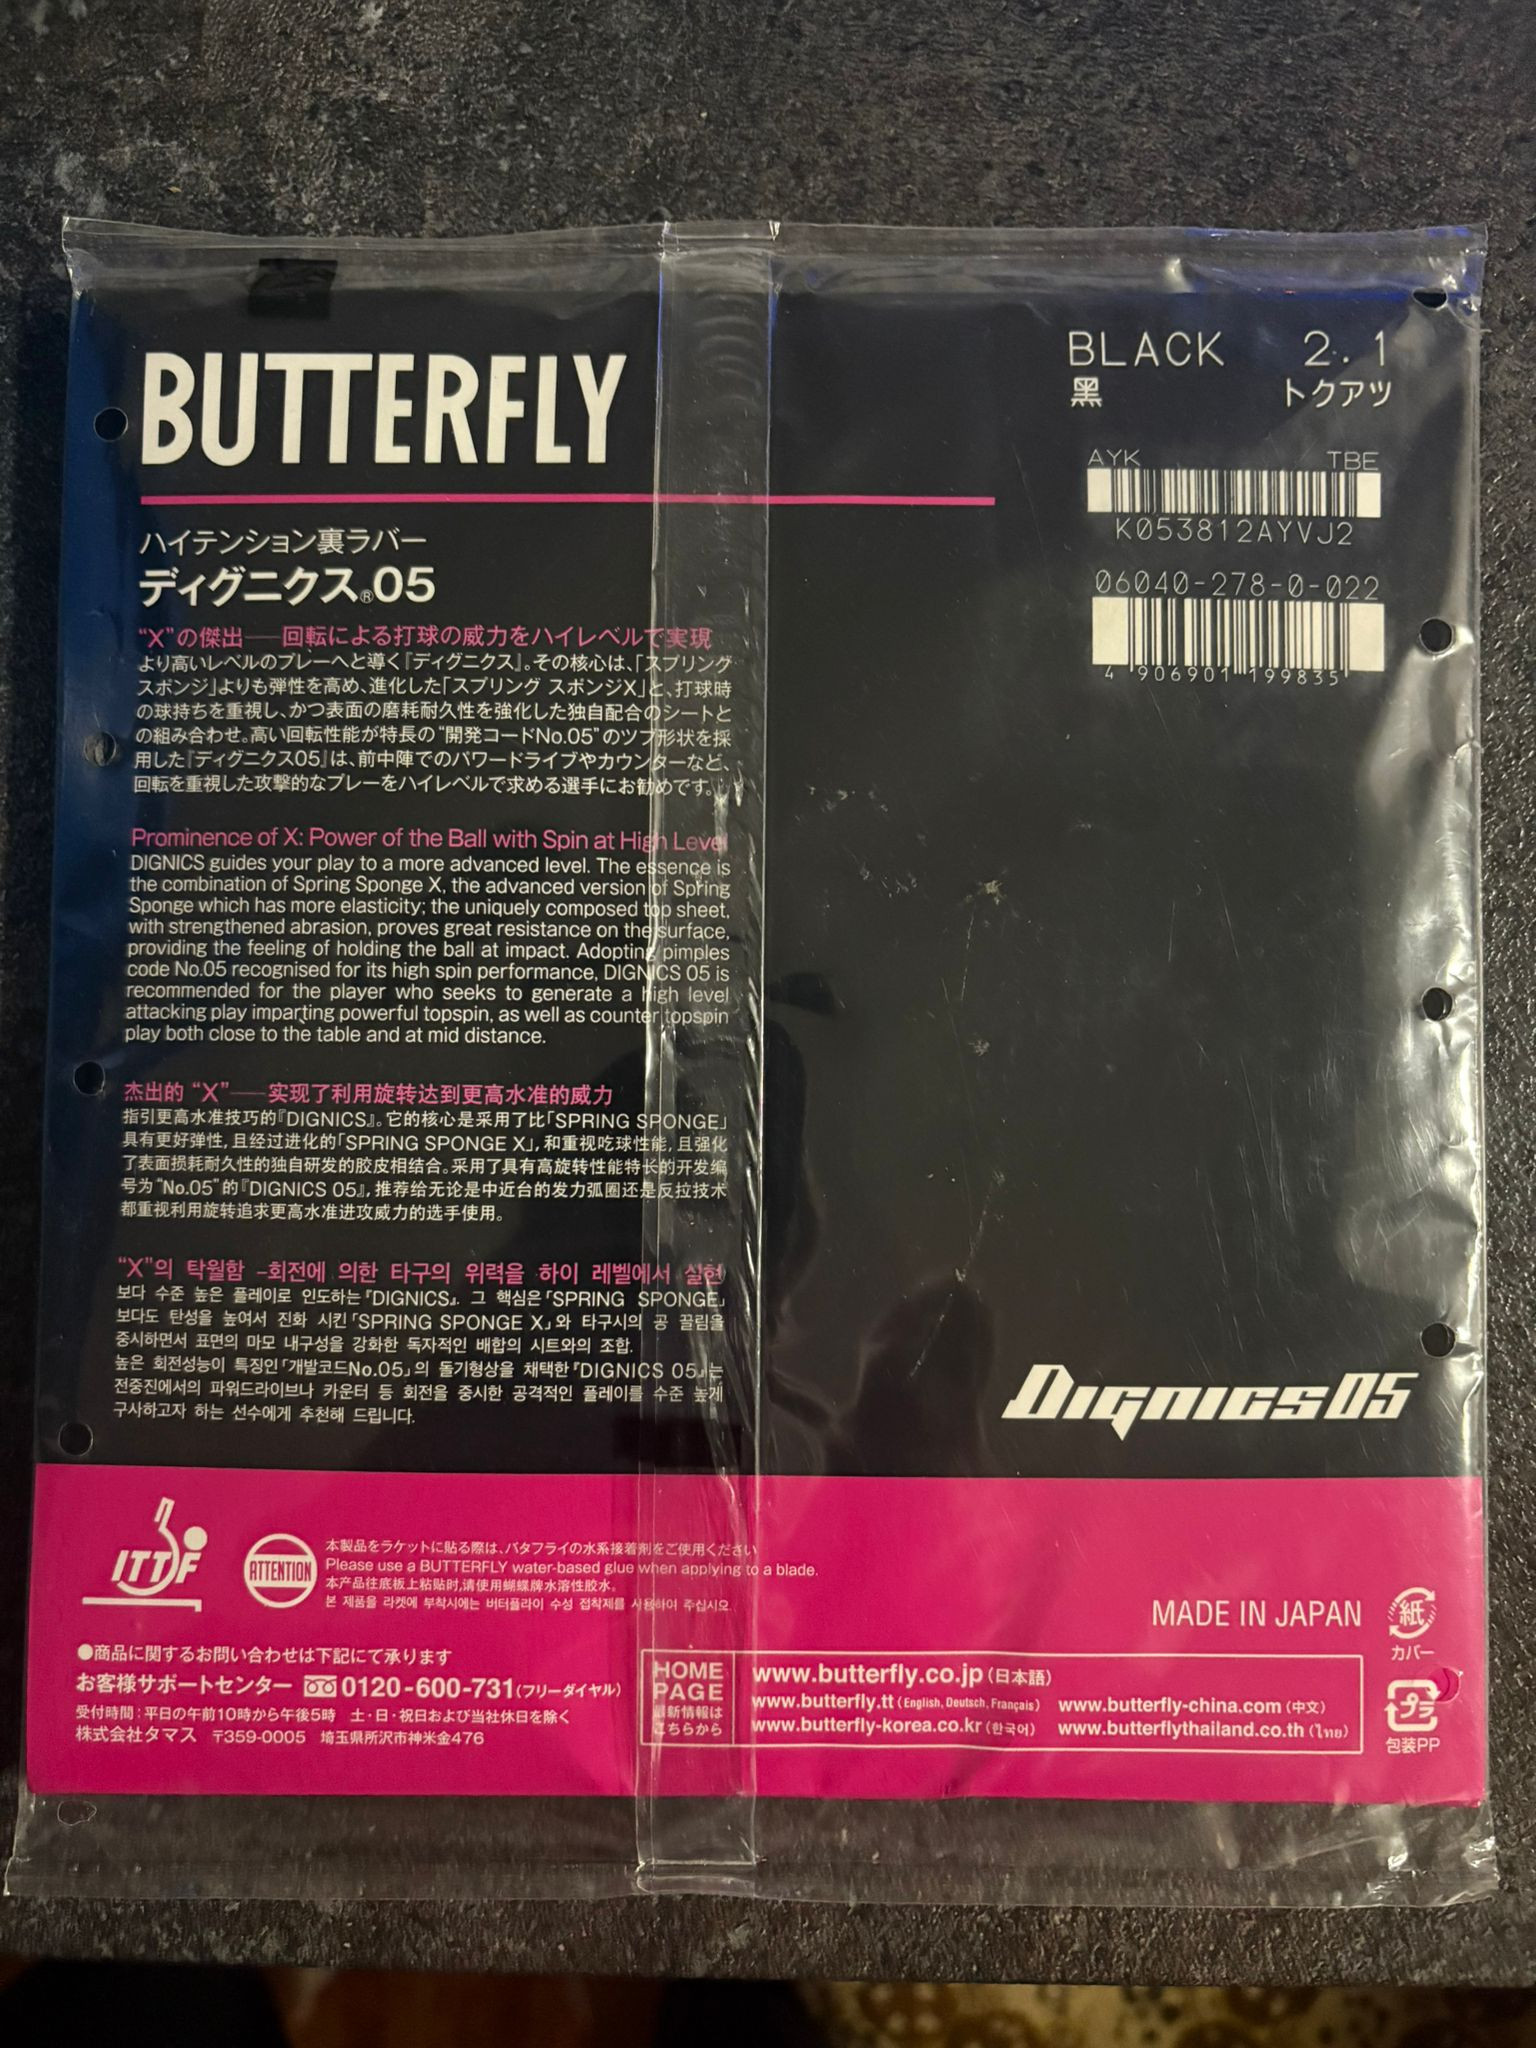 BUTTERFLY
BLACK 2.1
黒 トクアツ
AYK TBE
K053812AYVJ2
06040-278-0-022
4 906901 199835
ハイテンション裏ラバー
ディグニクス®05
“X”の傑出――回転による打球の威力をハイレベルで実現
より高いレベルのプレーへと導く『ディグニクス』。その核心は、「スプリング
スポンジ」よりも弾性を高め、進化した「スプリング スポンジX」と、打球時
の球持ちを重視し、かつ表面の磨耗耐久性を強化した独自配合のシートと
の組み合わせ。高い回転性能が特長の“開発コードNo.05”のツブ形状を採
用した『ディグニクス05』は、前中陣でのパワードライブやカウンターなど、
回転を重視した攻撃的なプレーをハイレベルで求める選手にお勧めです。
Prominence of X: Power of the Ball with Spin at High Level
DIGNICS guides your play to a more advanced level. The essence is
the combination of Spring Sponge X, the advanced version of Spring
Sponge which has more elasticity; the uniquely composed top sheet,
with strengthened abrasion, proves great resistance on the surface,
providing the feeling of holding the ball at impact. Adopting pimples
code No.05 recognised for its high spin performance, DIGNICS 05 is
recommended for the player who seeks to generate a high level
attacking play imparting powerful topspin, as well as counter topspin
play both close to the table and at mid distance.
杰出的 “X”――实现了利用旋转达到更高水准的威力
指引更高水准技巧的『DIGNICS』。它的核心是采用了比「SPRING SPONGE」
具有更好弹性，且经过进化的「SPRING SPONGE X」，和重视吃球性能，且强化
了表面损耗耐久性的独自研发的胶皮相结合。采用了具有高旋转性能特长的开发编
号为“No.05”的『DIGNICS 05』，推荐给无论是中近台的发力弧圈还是反拉技术
都重视利用旋转追求更高水准进攻威力的选手使用。
“X”의 탁월함 –회전에 의한 타구의 위력을 하이 레벨에서 실현
보다 수준 높은 플레이로 인도하는『DIGNICS』. 그 핵심은「SPRING SPONGE」
보다도 탄성을 높여서 진화 시킨「SPRING SPONGE X」와 타구시의 공 끌림을
중시하면서 표면의 마모 내구성을 강화한 독자적인 배합의 시트와의 조합.
높은 회전성능이 특징인「개발코드No.05」의 돌기형상을 채택한『DIGNICS 05』는
전중진에서의 파워드라이브나 카운터 등 회전을 중시한 공격적인 플레이를 수준 높게
구사하고자 하는 선수에게 추천해 드립니다.
DIGNICS05
ITTF
ATTENTION
本製品をラケットに貼る際は、バタフライの水系接着剤をご使用ください
Please use a BUTTERFLY water-based glue when applying to a blade.
本产品往底板上粘贴时，请使用蝴蝶牌水溶性胶水。
본 제품을 라켓에 부착시에는 버터플라이 수성 접착제를 사용하여 주십시오.
MADE IN JAPAN
紙
カバー
プラ
包装PP
●商品に関するお問い合わせは下記にて承ります
お客様サポートセンター 0120-600-731(フリーダイヤル)
受付時間：平日の午前10時から午後5時 土・日・祝日および当社休日を除く
株式会社タマス 〒359-0005 埼玉県所沢市神米金476
HOME
PAGE
最新情報は
こちらから
www.butterfly.co.jp (日本語)
www.butterfly.tt (English, Deutsch, Français) www.butterfly-china.com (中文)
www.butterfly-korea.co.kr (한국어) www.butterflythailand.co.th (ไทย)